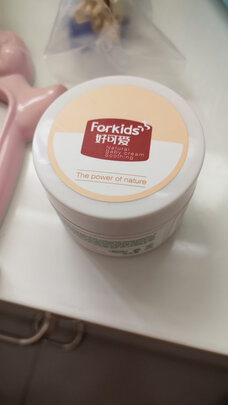 Forkids
好可爱
Natural
Baby cream
Soothing
The power of nature